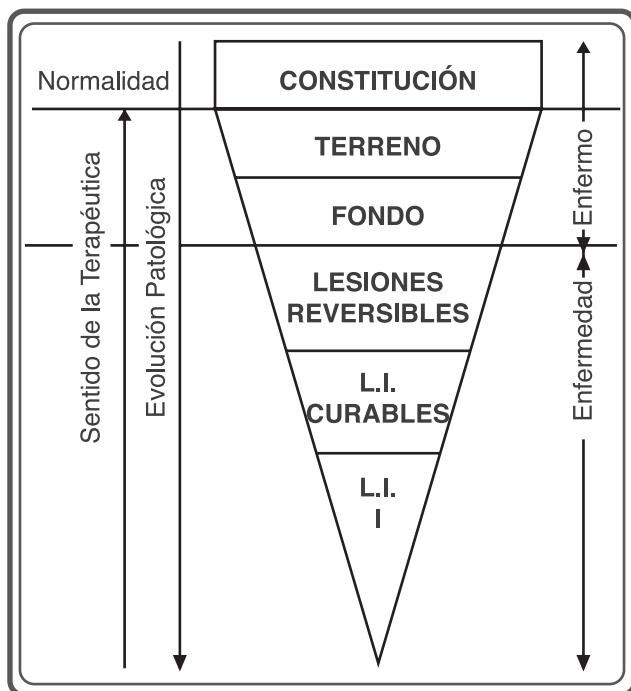 Normalidad
CONSTITUCIÓN
TERRENO
FONDO
LESIONES
REVERSIBLES
L.I.
CURABLES
L.I.
I
Sentido de la Terapéutica
Evolución Patológica
Enfermo
Enfermedad